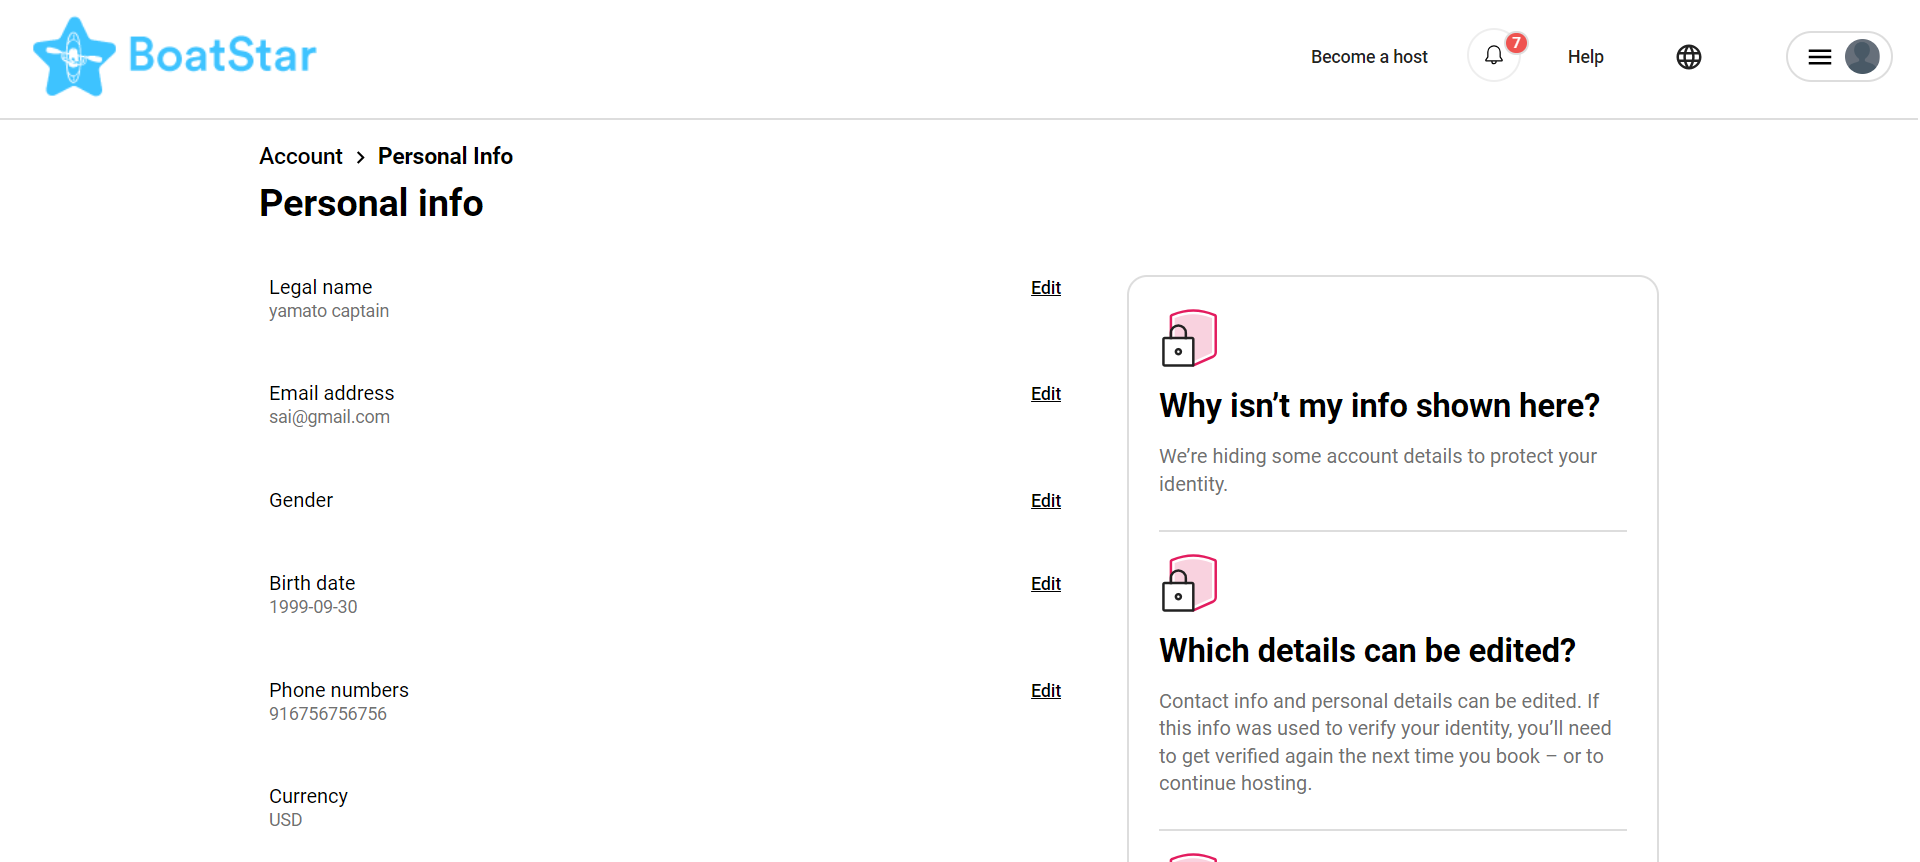 BoatStar
Become a host
7
Help
Account > Personal Info
Personal info
Legal name
Edit
yamato captain
Email address
Edit
sai@gmail.com
Gender
Edit
Birth date
Edit
1999-09-30
Phone numbers
Edit
916756756756
Currency
USD
Why isn’t my info shown here?
We’re hiding some account details to protect your
identity.
Which details can be edited?
Contact info and personal details can be edited. If
this info was used to verify your identity, you’ll need
to get verified again the next time you book – or to
continue hosting.